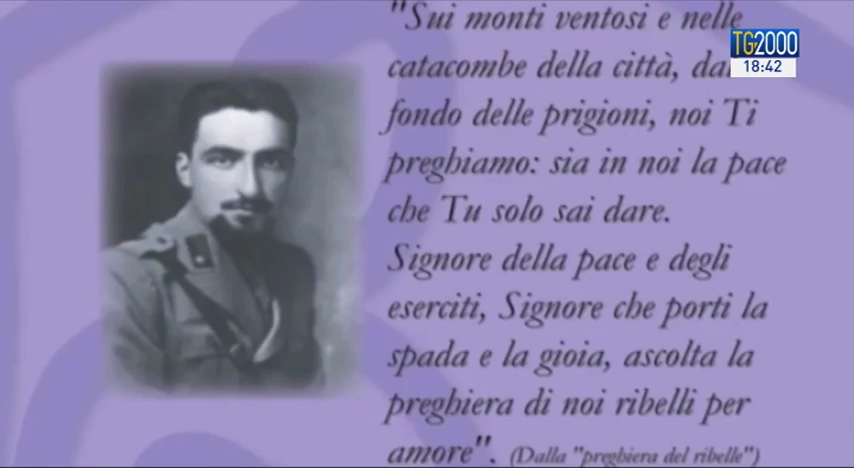 "Sui monti ventosi e nelle
catacombe della città, dal
fondo delle prigioni, noi Ti
preghiamo: sia in noi la pace
che Tu solo sai dare.
Signore della pace e degli
eserciti, Signore che porti la
spada e la gioia, ascolta la
preghiera di noi ribelli per
amore". (Dalla "preghiera del ribelle")
TG2000
18:42